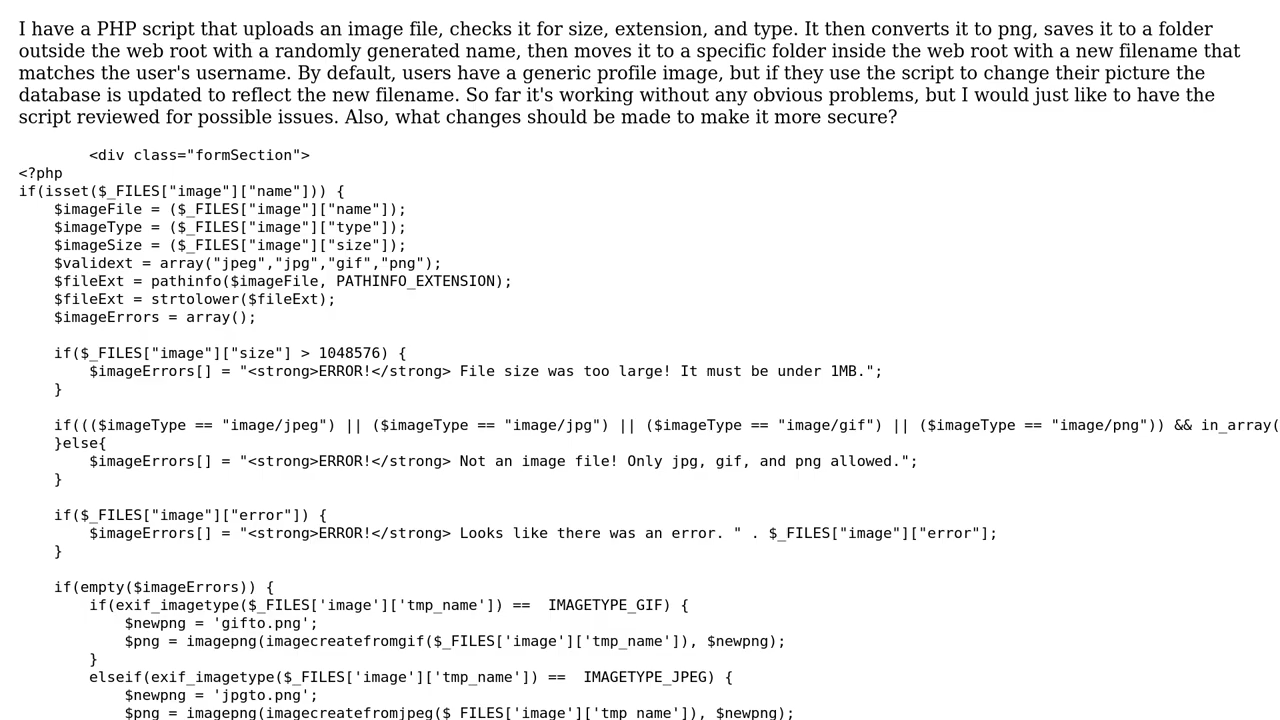 I have a PHP script that uploads an image file, checks it for size, extension, and type. It then converts it to png, saves it to a folder
outside the web root with a randomly generated name, then moves it to a specific folder inside the web root with a new filename that
matches the user's username. By default, users have a generic profile image, but if they use the script to change their picture the
database is updated to reflect the new filename. So far it's working without any obvious problems, but I would just like to have the
script reviewed for possible issues. Also, what changes should be made to make it more secure?
        <div class="formSection">
<?php
if(isset($_FILES["image"]["name"])) {
    $imageFile = ($_FILES["image"]["name"]);
    $imageType = ($_FILES["image"]["type"]);
    $imageSize = ($_FILES["image"]["size"]);
    $validext = array("jpeg","jpg","gif","png");
    $fileExt = pathinfo($imageFile, PATHINFO_EXTENSION);
    $fileExt = strtolower($fileExt);
    $imageErrors = array();
    if($_FILES["image"]["size"] > 1048576) {
        $imageErrors[] = "<strong>ERROR!</strong> File size was too large! It must be under 1MB.";
    }
    if((($imageType == "image/jpeg") || ($imageType == "image/jpg") || ($imageType == "image/gif") || ($imageType == "image/png")) && in_array(
    }else{
        $imageErrors[] = "<strong>ERROR!</strong> Not an image file! Only jpg, gif, and png allowed.";
    }
    if($_FILES["image"]["error"]) {
        $imageErrors[] = "<strong>ERROR!</strong> Looks like there was an error. " . $_FILES["image"]["error"];
    }
    if(empty($imageErrors)) {
        if(exif_imagetype($_FILES['image']['tmp_name']) ==  IMAGETYPE_GIF) {
            $newpng = 'gifto.png';
            $png = imagepng(imagecreatefromgif($_FILES['image']['tmp_name']), $newpng);
        }
        elseif(exif_imagetype($_FILES['image']['tmp_name']) ==  IMAGETYPE_JPEG) {
            $newpng = 'jpgto.png';
            $png = imagepng(imagecreatefromjpeg($_FILES['image']['tmp_name']), $newpng);